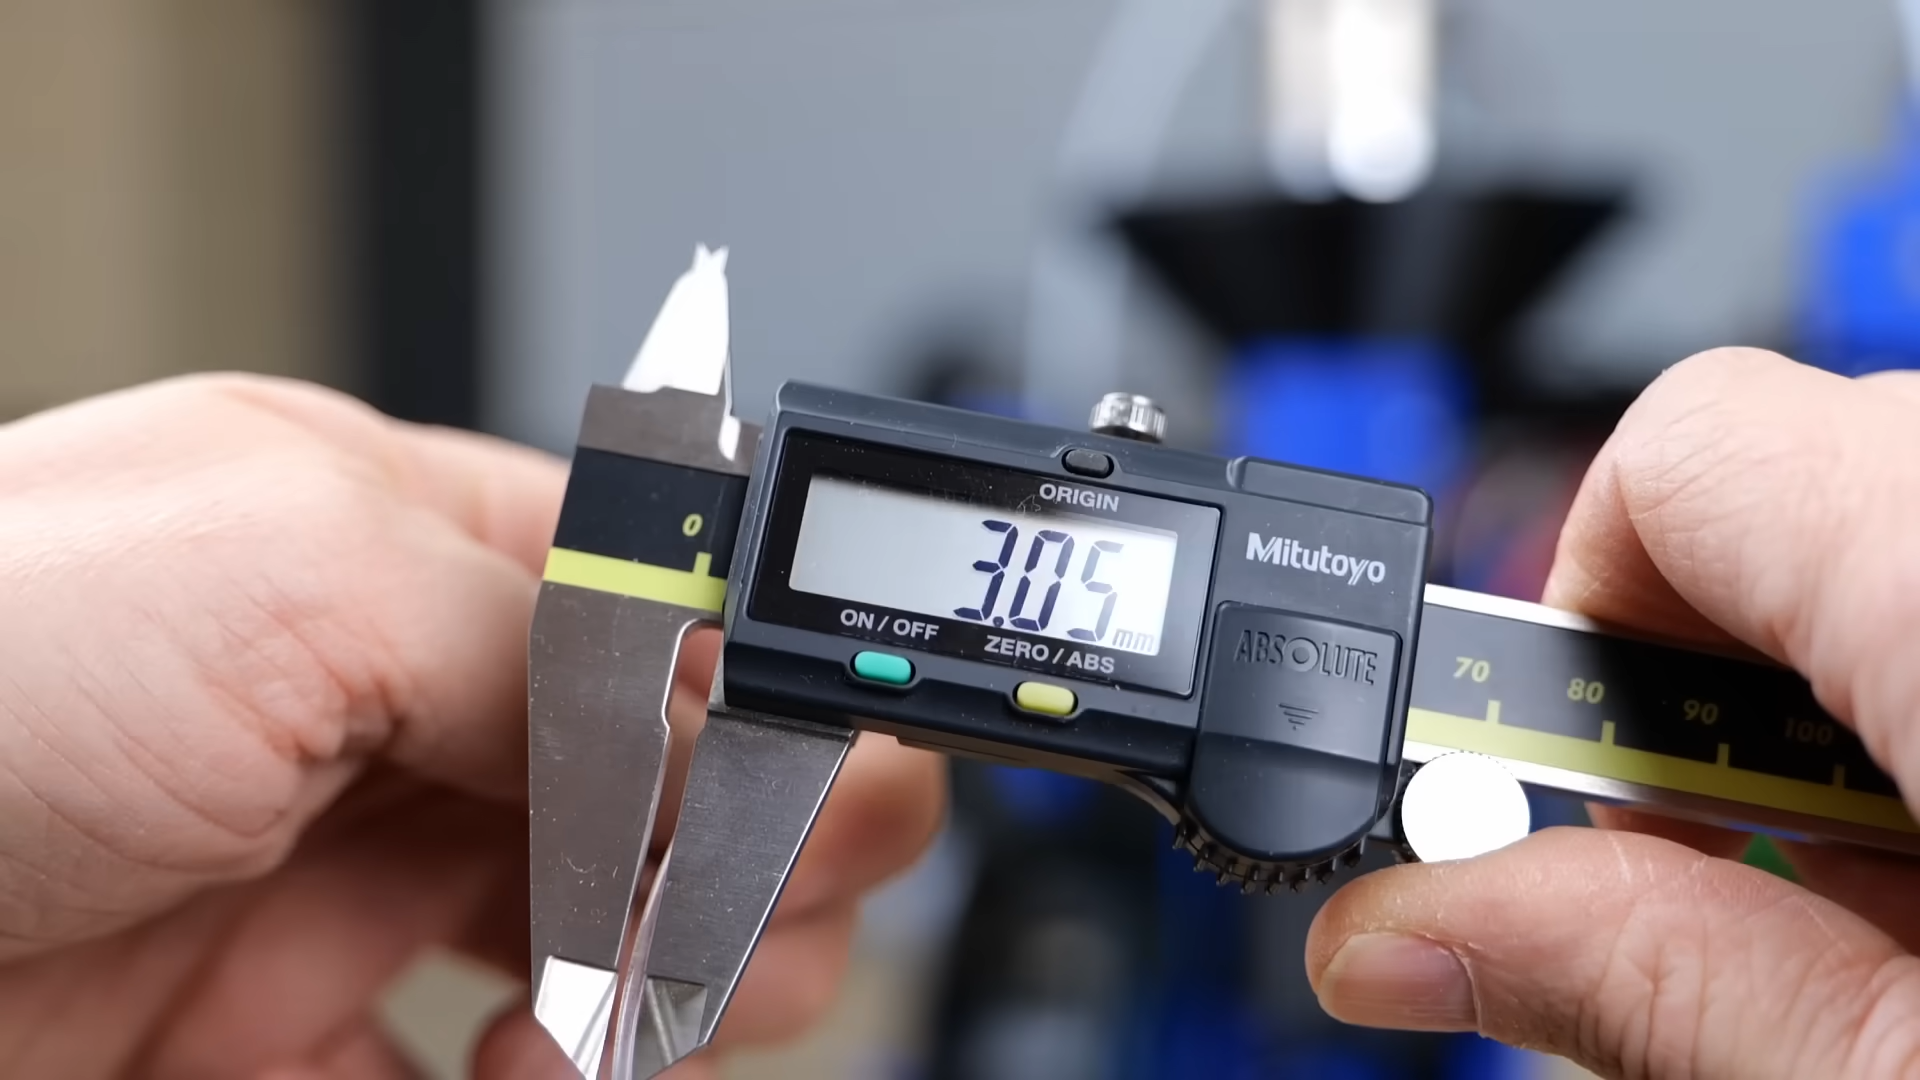 ORIGIN
0
3.05 mm
Mitutoyo
ON / OFF
ZERO / ABS
ABSOLUTE
70
80
90
100